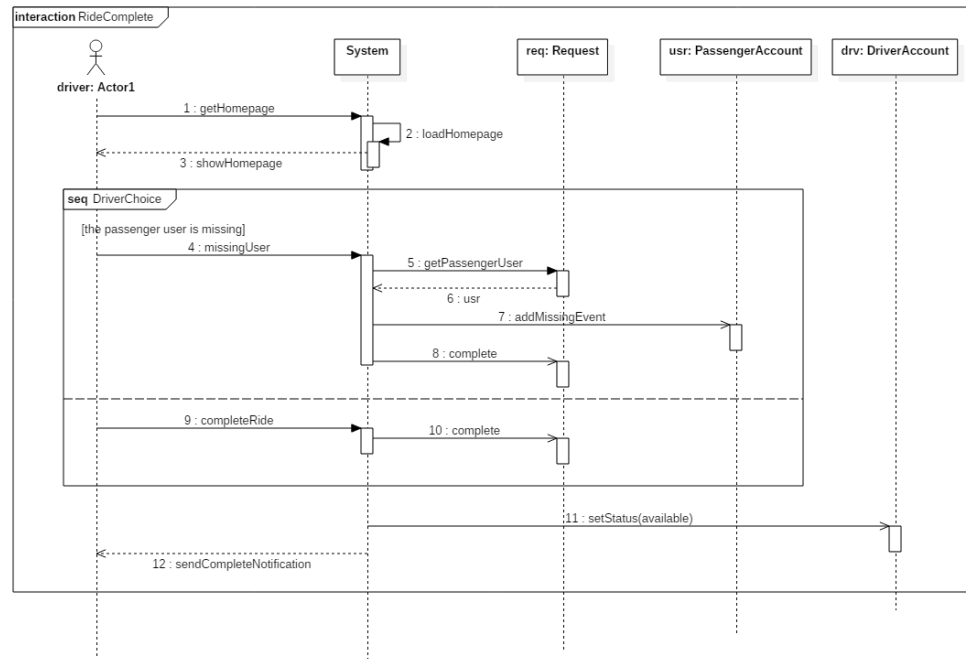 interaction RideComplete
System
req: Request
usr: PassengerAccount
drv: DriverAccount
driver: Actor1
1 : getHomepage
2 : loadHomepage
3 : showHomepage
seq DriverChoice
[the passenger user is missing]
4 : missingUser
5 : getPassengerUser
6 : usr
7 : addMissingEvent
8 : complete
9 : completeRide
10 : complete
11 : setStatus(available)
12 : sendCompleteNotification